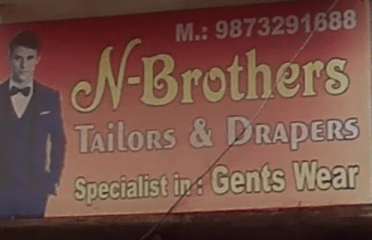 M.: 9873291688
N-Brothers
Tailors & Drapers
Specialist in : Gents Wear